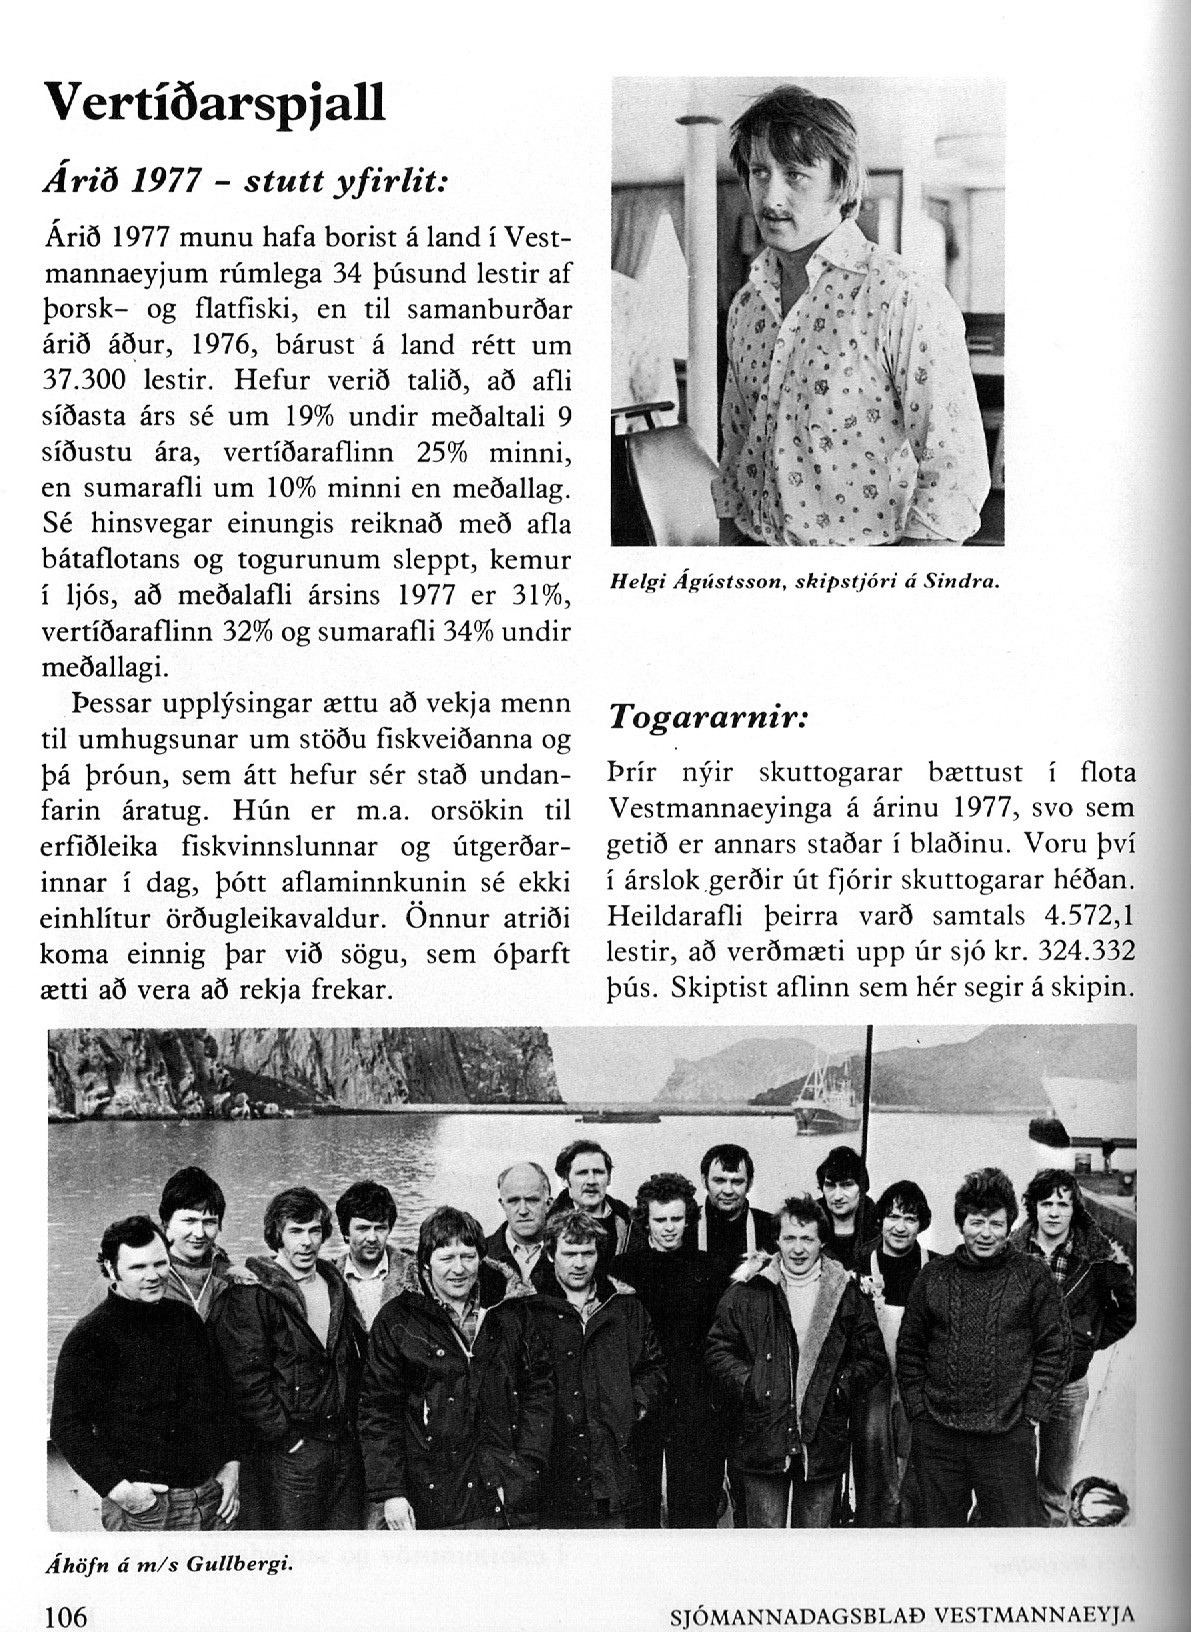 Vertíðarspjall
Árið 1977 – stutt yfirlit:
Árið 1977 munu hafa borist á land í Vest-
mannaeyjum rúmlega 34 þúsund lestir af
þorsk– og flatfiski, en til samanburðar
árið áður, 1976, bárust á land rétt um
37.300 lestir. Hefur verið talið, að afli
síðasta árs sé um 19% undir meðaltali 9
síðustu ára, vertíðaraflinn 25% minni,
en sumarafli um 10% minni en meðallag.
Sé hinsvegar einungis reiknað með afla
bátaflotans og togurunum sleppt, kemur
í ljós, að meðalafli ársins 1977 er 31%,
vertíðaraflinn 32% og sumarafli 34% undir
meðallagi.
Þessar upplýsingar ættu að vekja menn
til umhugsunar um stöðu fiskveiðanna og
þá þróun, sem átt hefur sér stað undan-
farin áratug. Hún er m.a. orsökin til
erfiðleika fiskvinnslunnar og útgerðar-
innar í dag, þótt aflaminnkunin sé ekki
einhlítur örðugleikavaldur. Önnur atriði
koma einnig þar við sögu, sem óþarft
ætti að vera að rekja frekar.
Helgi Ágústsson, skipstjóri á Sindra.
Togararnir:
Þrír nýir skuttogarar bættust í flota
Vestmannaeyinga á árinu 1977, svo sem
getið er annars staðar í blaðinu. Voru því
í árslok gerðir út fjórir skuttogarar héðan.
Heildarafli þeirra varð samtals 4.572,1
lestir, að verðmæti upp úr sjó kr. 324.332
þús. Skiptist aflinn sem hér segir á skipin.
Áhöfn á m/s Gullbergi.
106
SJÓMANNADAGSBLAÐ VESTMANNAEYJA